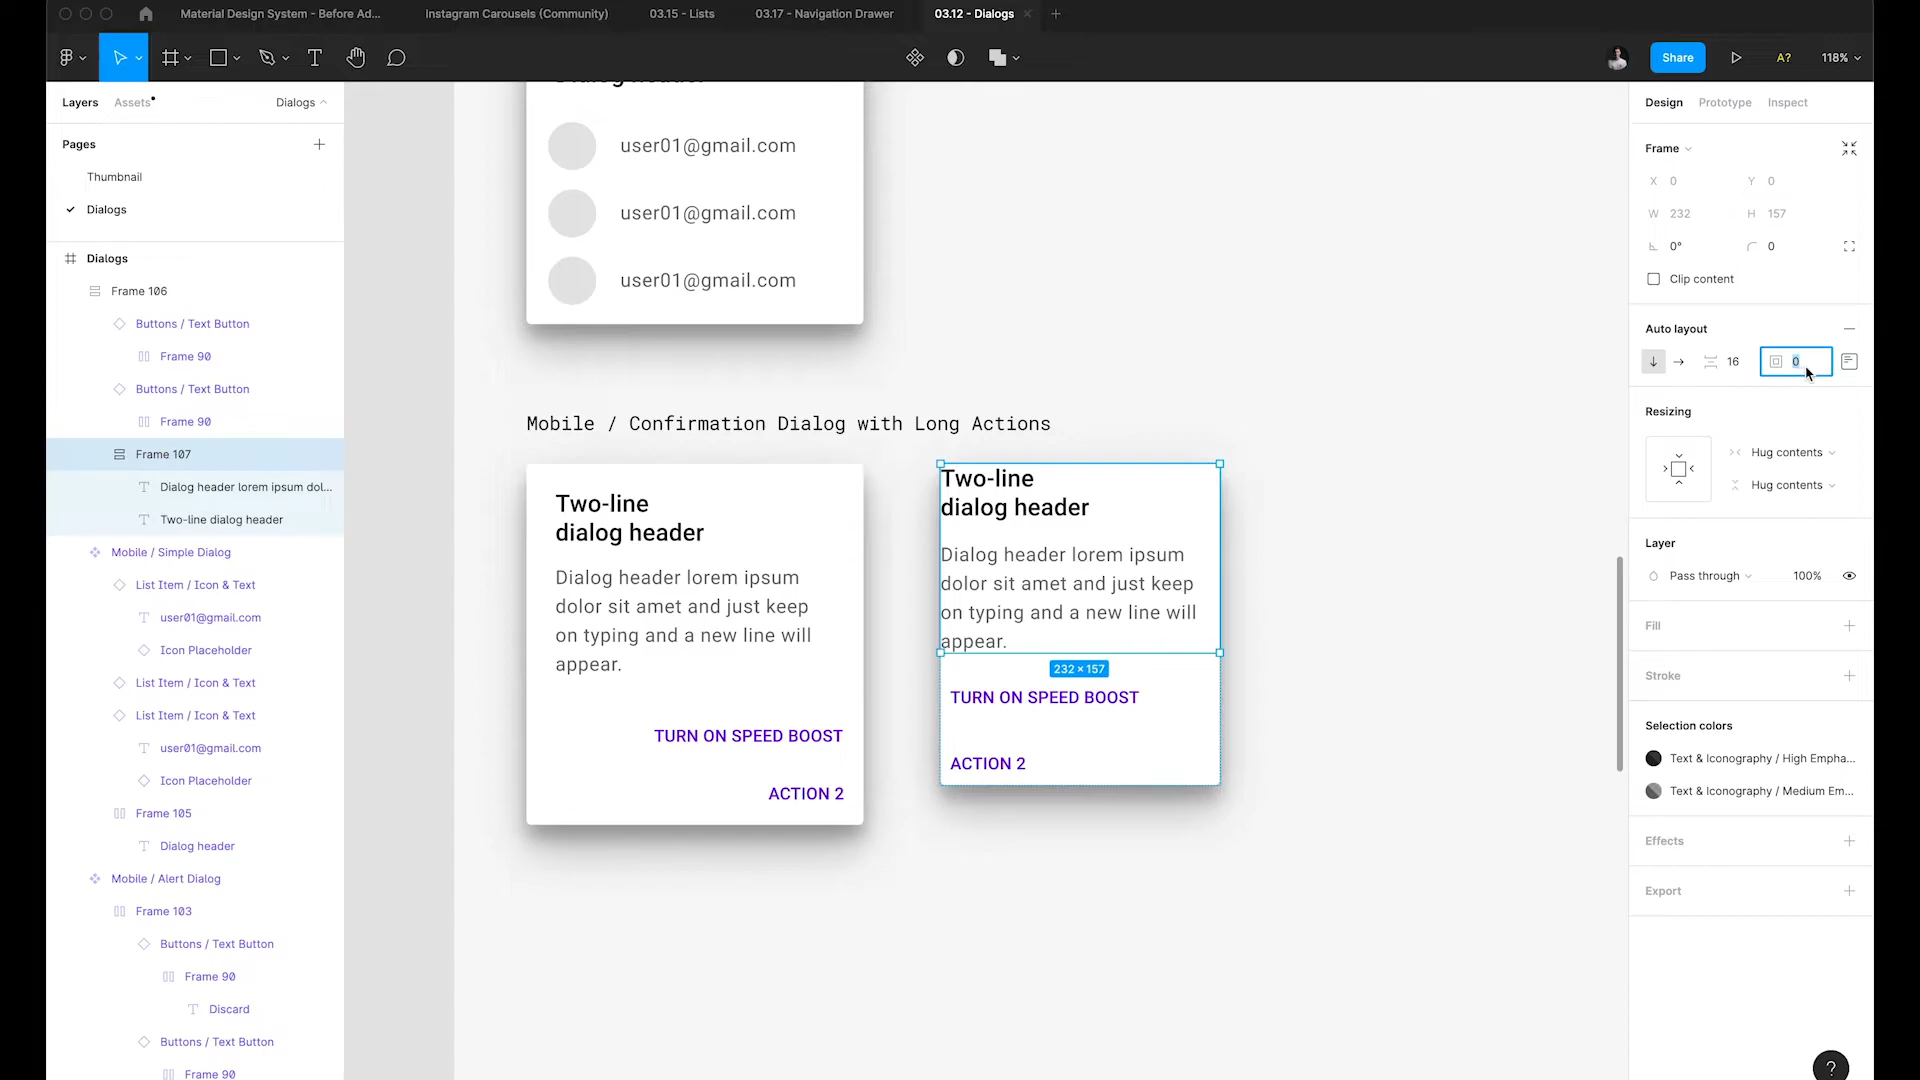 Material Design System - Before Ad...
Instagram Carousels (Community)
03.15 - Lists
03.17 - Navigation Drawer
03.12 - Dialogs
Share
A?
118%
Layers
Assets
Dialogs
Pages
Thumbnail
Dialogs
Dialogs
Frame 106
Buttons / Text Button
Frame 90
Buttons / Text Button
Frame 90
Frame 107
Dialog header lorem ipsum dol...
Two-line dialog header
Mobile / Simple Dialog
List Item / Icon & Text
user01@gmail.com
Icon Placeholder
List Item / Icon & Text
List Item / Icon & Text
user01@gmail.com
Icon Placeholder
Frame 105
Dialog header
Mobile / Alert Dialog
Frame 103
Buttons / Text Button
Frame 90
Discard
Buttons / Text Button
Frame 90
Dialog header
user01@gmail.com
user01@gmail.com
user01@gmail.com
Mobile / Confirmation Dialog with Long Actions
Two-line
dialog header
Dialog header lorem ipsum
dolor sit amet and just keep
on typing and a new line will
appear.
TURN ON SPEED BOOST
ACTION 2
Two-line
dialog header
Dialog header lorem ipsum
dolor sit amet and just keep
on typing and a new line will
appear.
232 × 157
TURN ON SPEED BOOST
ACTION 2
Design
Prototype
Inspect
Frame
X 0
Y 0
W 232
H 157
0°
0
Clip content
Auto layout
16
0
Resizing
Hug contents
Hug contents
Layer
Pass through
100%
Fill
Stroke
Selection colors
Text & Iconography / High Empha...
Text & Iconography / Medium Em...
Effects
Export
?